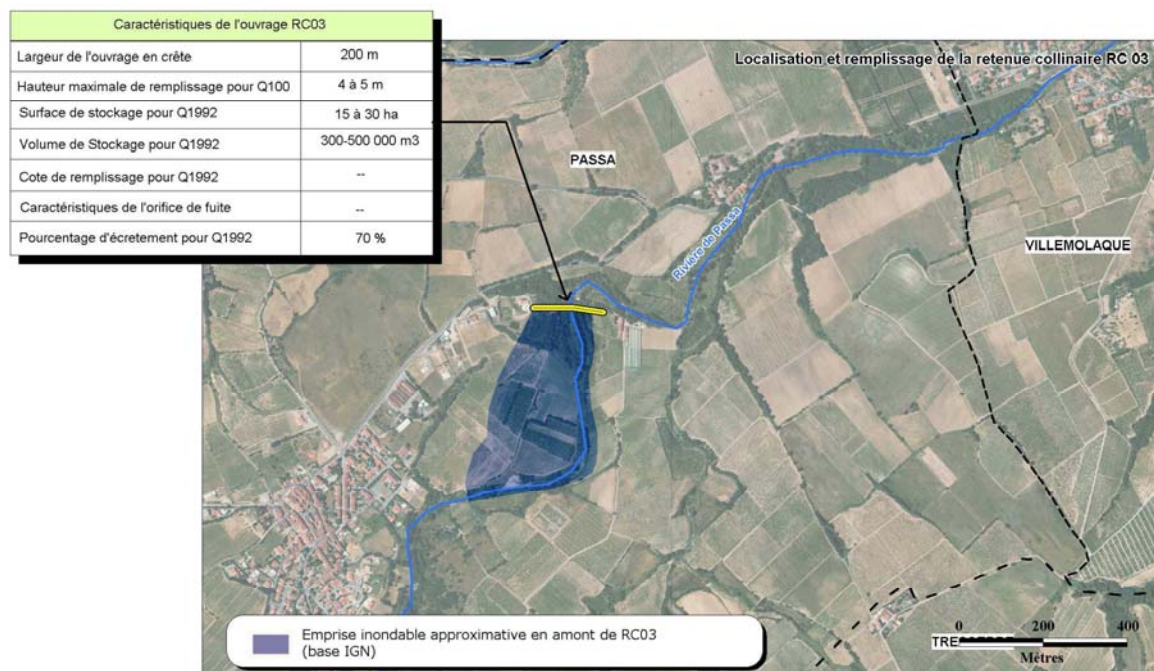 Caractéristiques de l'ouvrage RC03
Largeur de l'ouvrage en crête 200 m
Hauteur maximale de remplissage pour Q100 4 à 5 m
Surface de stockage pour Q1992 15 à 30 ha
Volume de Stockage pour Q1992 300-500 000 m3
Cote de remplissage pour Q1992 --
Caractéristiques de l'orifice de fuite --
Pourcentage d'écretement pour Q1992 70 %
Localisation et remplissage de la retenue collinaire RC 03
PASSA
Rivière de Passa
VILLEMOLAQUE
Emprise inondable approximative en amont de RC03
(base IGN)
0 200 400
Mètres